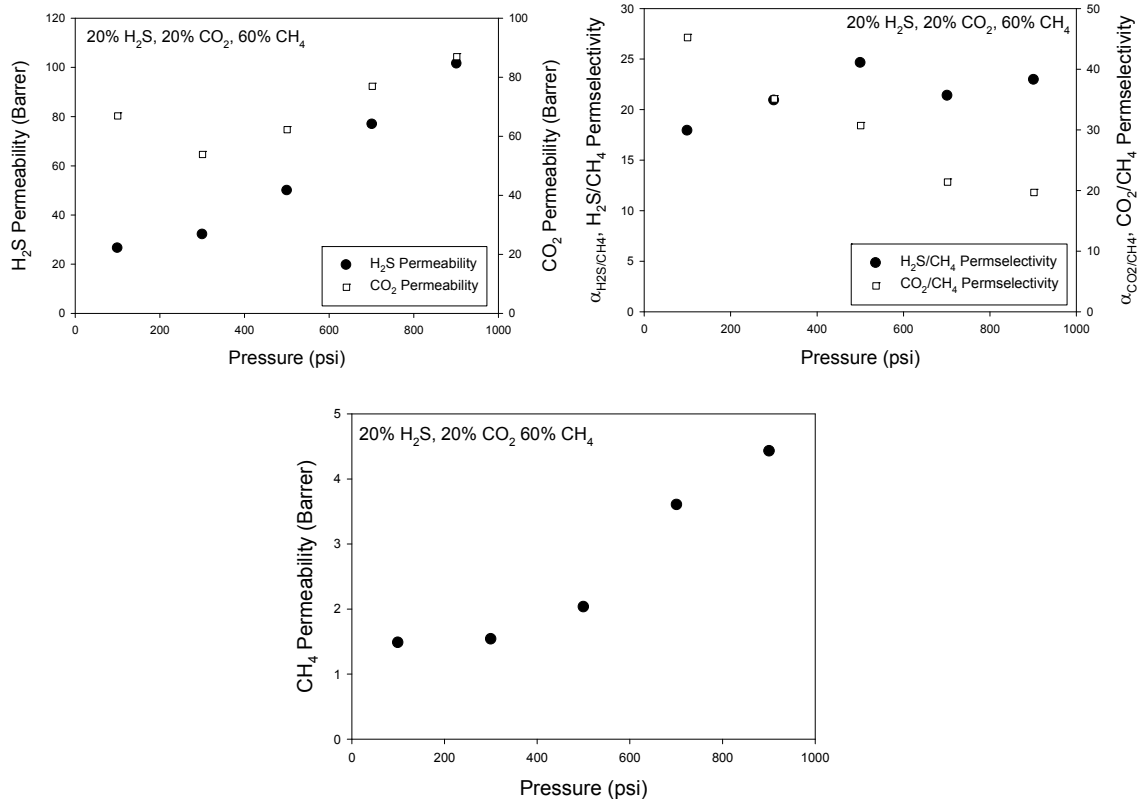 20% H₂S, 20% CO₂, 60% CH₄
H₂S Permeability (Barrer)
120
100
80
60
40
20
0
CO₂ Permeability (Barrer)
100
80
60
40
20
0
H₂S Permeability
CO₂ Permeability
0 200 400 600 800 1000
Pressure (psi)
20% H₂S, 20% CO₂, 60% CH₄
α_H2S/CH4, H₂S/CH₄ Permselectivity
30
25
20
15
10
5
0
α_CO2/CH4, CO₂/CH₄ Permselectivity
50
40
30
20
10
0
H₂S/CH₄ Permselectivity
CO₂/CH₄ Permselectivity
0 200 400 600 800 1000
Pressure (psi)
20% H₂S, 20% CO₂ 60% CH₄
CH₄ Permeability (Barrer)
5
4
3
2
1
0
0 200 400 600 800 1000
Pressure (psi)